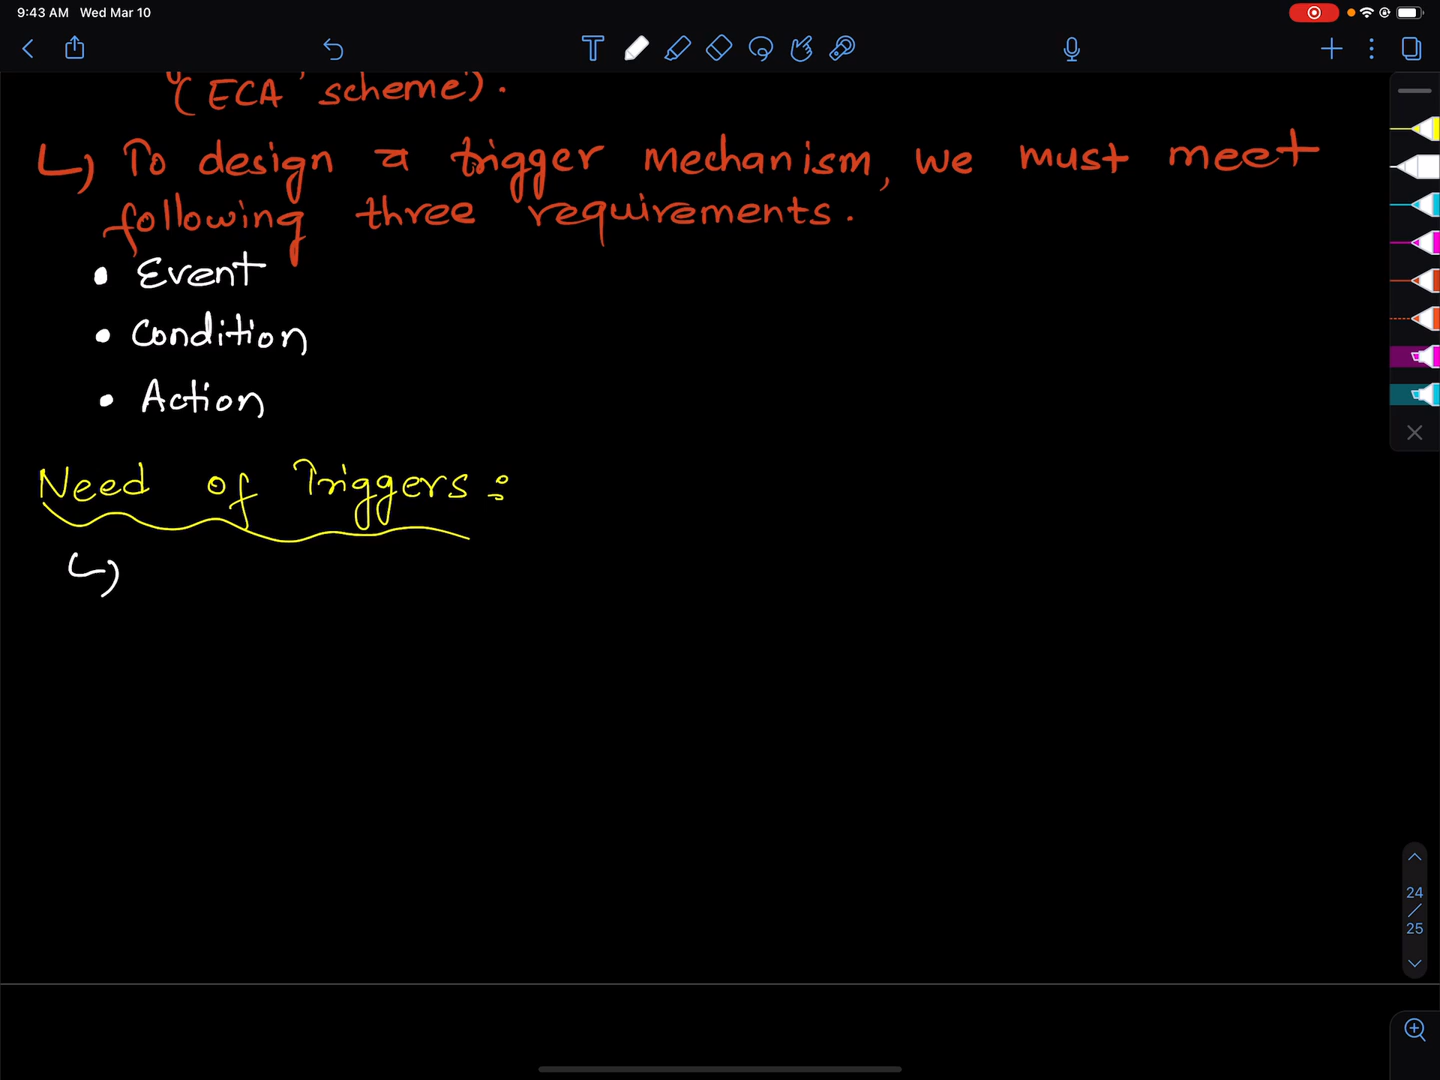 9:43 AM Wed Mar 10
(ECA' scheme).
↳ To design a trigger mechanism, we must meet
following three requirements.
• Event
• Condition
• Action
Need of Triggers:
↳
24
/
25